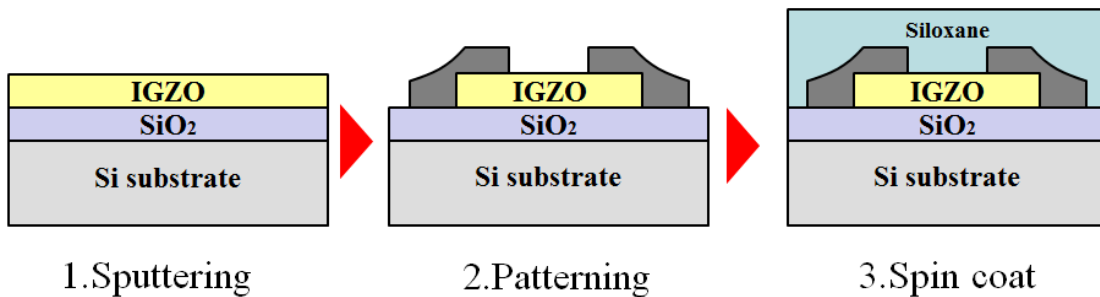 IGZO
SiO₂
Si substrate
1.Sputtering
IGZO
SiO₂
Si substrate
2.Patterning
Siloxane
IGZO
SiO₂
Si substrate
3.Spin coat